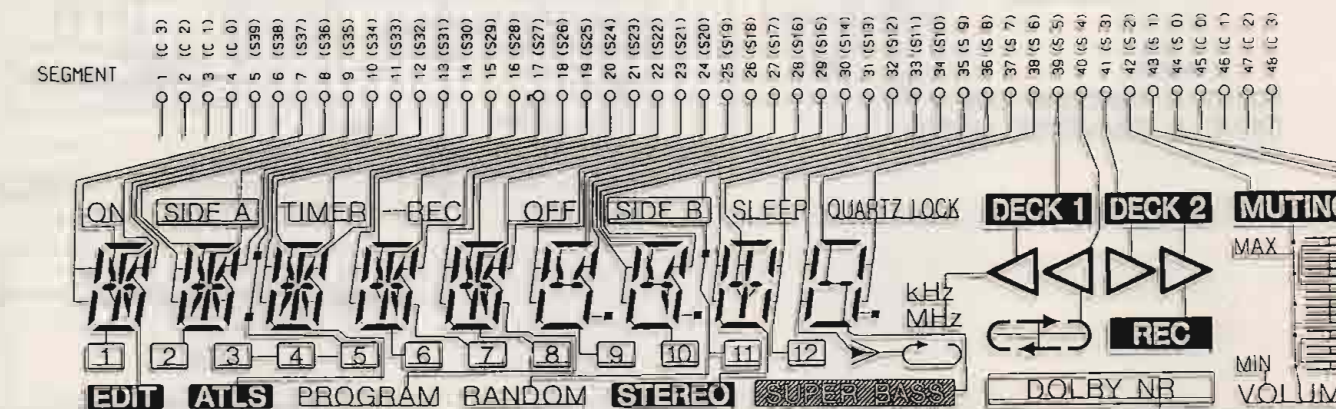 SEGMENT
1 (C 3)
2 (C 2)
3 (C 1)
4 (C 0)
5 (S39)
6 (S38)
7 (S37)
8 (S36)
9 (S35)
10 (S34)
11 (S33)
12 (S32)
13 (S31)
14 (S30)
15 (S29)
16 (S28)
17 (S27)
18 (S26)
19 (S25)
20 (S24)
21 (S23)
22 (S22)
23 (S21)
24 (S20)
25 (S19)
26 (S18)
27 (S17)
28 (S16)
29 (S15)
30 (S14)
31 (S13)
32 (S12)
33 (S11)
34 (S10)
35 (S 9)
36 (S 8)
37 (S 7)
38 (S 6)
39 (S 5)
40 (S 4)
41 (S 3)
42 (S 2)
43 (S 1)
44 (S 0)
45 (C 0)
46 (C 1)
47 (C 2)
48 (C 3)
ON SIDE A TIMER REC OFF SIDE B SLEEP QUARTZ LOCK DECK 1 DECK 2 MUTING
MAX
kHz
MHz
1 2 3 4 5 6 7 8 9 10 11 12 REC
MIN
EDIT ATLS PROGRAM RANDOM STEREO SUPER BASS DOLBY NR VOLUM